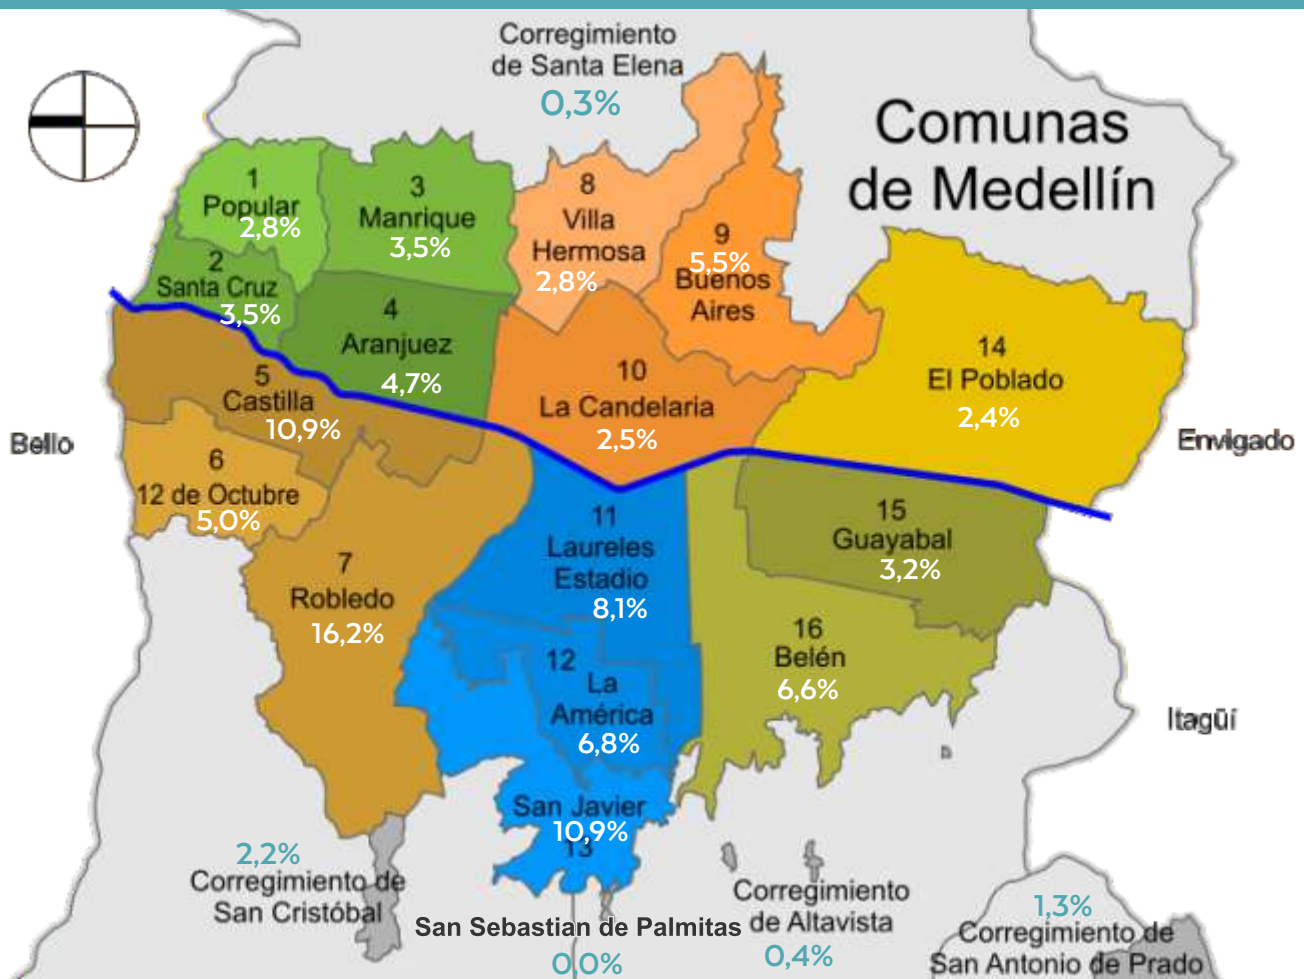 Corregimiento
de Santa Elena
0,3%
Comunas
de Medellín
1
Popular
2,8%
3
Manrique
3,5%
8
Villa
Hermosa
2,8%
9
5,5%
Buenos
Aires
2
Santa Cruz
3,5%
4
Aranjuez
4,7%
14
El Poblado
2,4%
10
La Candelaria
2,5%
5
Castilla
10,9%
Bello
Envigado
6
12 de Octubre
5,0%
11
Laureles
Estadio
8,1%
15
Guayabal
3,2%
7
Robledo
16,2%
16
Belén
6,6%
12
La
América
6,8%
Itagüí
San Javier
10,9%
13
2,2%
Corregimiento de
San Cristóbal
San Sebastian de Palmitas
0,0%
Corregimiento
de Altavista
0,4%
1,3%
Corregimiento de
San Antonio de Prado